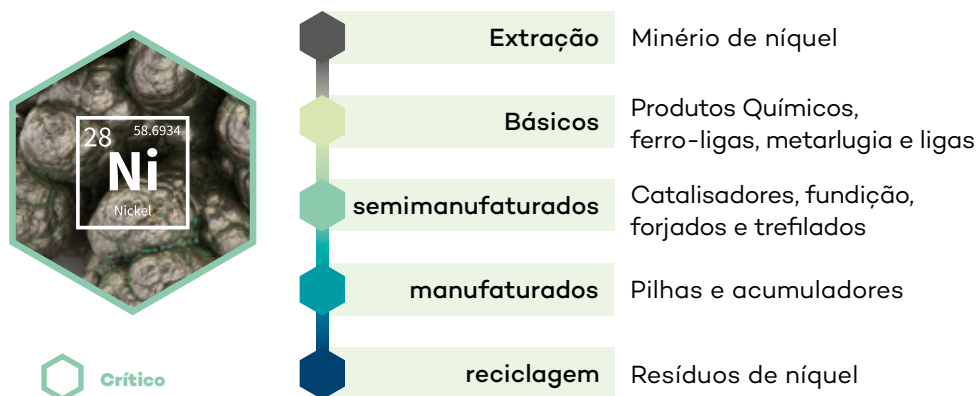 28
58.6934
Ni
Nickel
Crítico
Extração
Minério de níquel
Básicos
Produtos Químicos,
ferro-ligas, metarlugia e ligas
semimanufaturados
Catalisadores, fundição,
forjados e trefilados
manufaturados
Pilhas e acumuladores
reciclagem
Resíduos de níquel